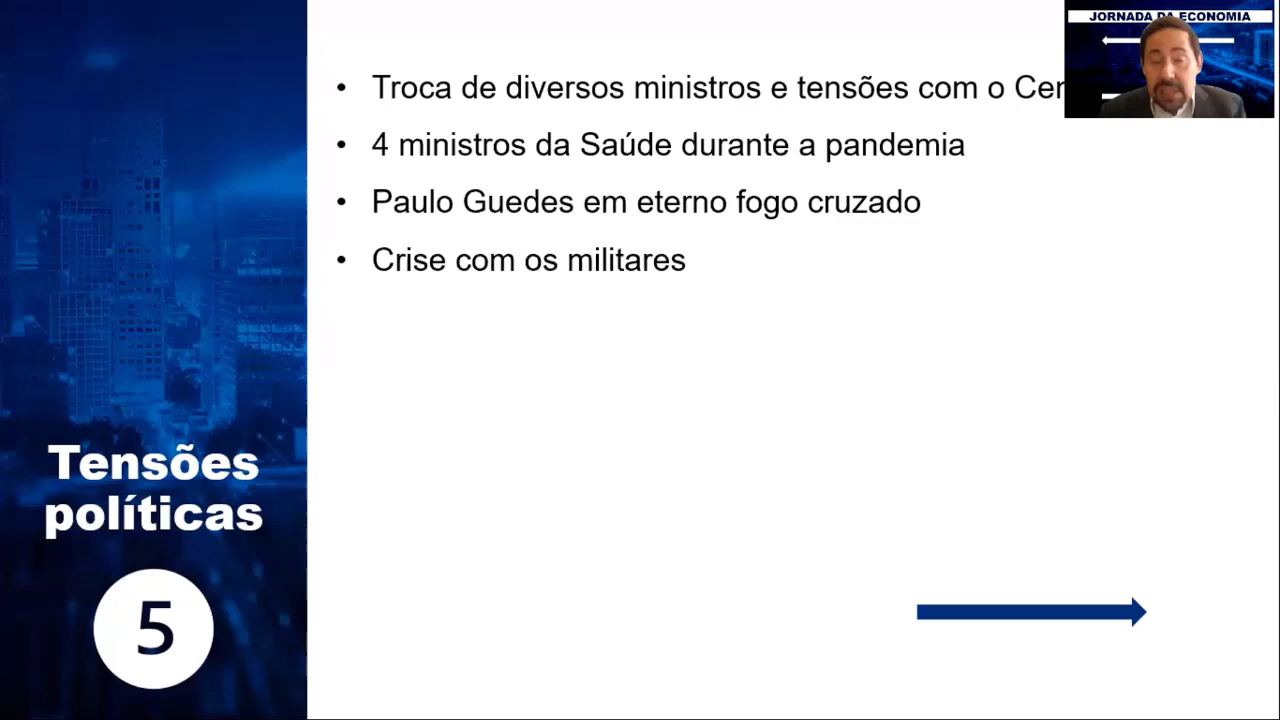 JORNADA DA ECONOMIA
• Troca de diversos ministros e tensões com o
• 4 ministros da Saúde durante a pandemia
• Paulo Guedes em eterno fogo cruzado
• Crise com os militares
Tensões
políticas
5